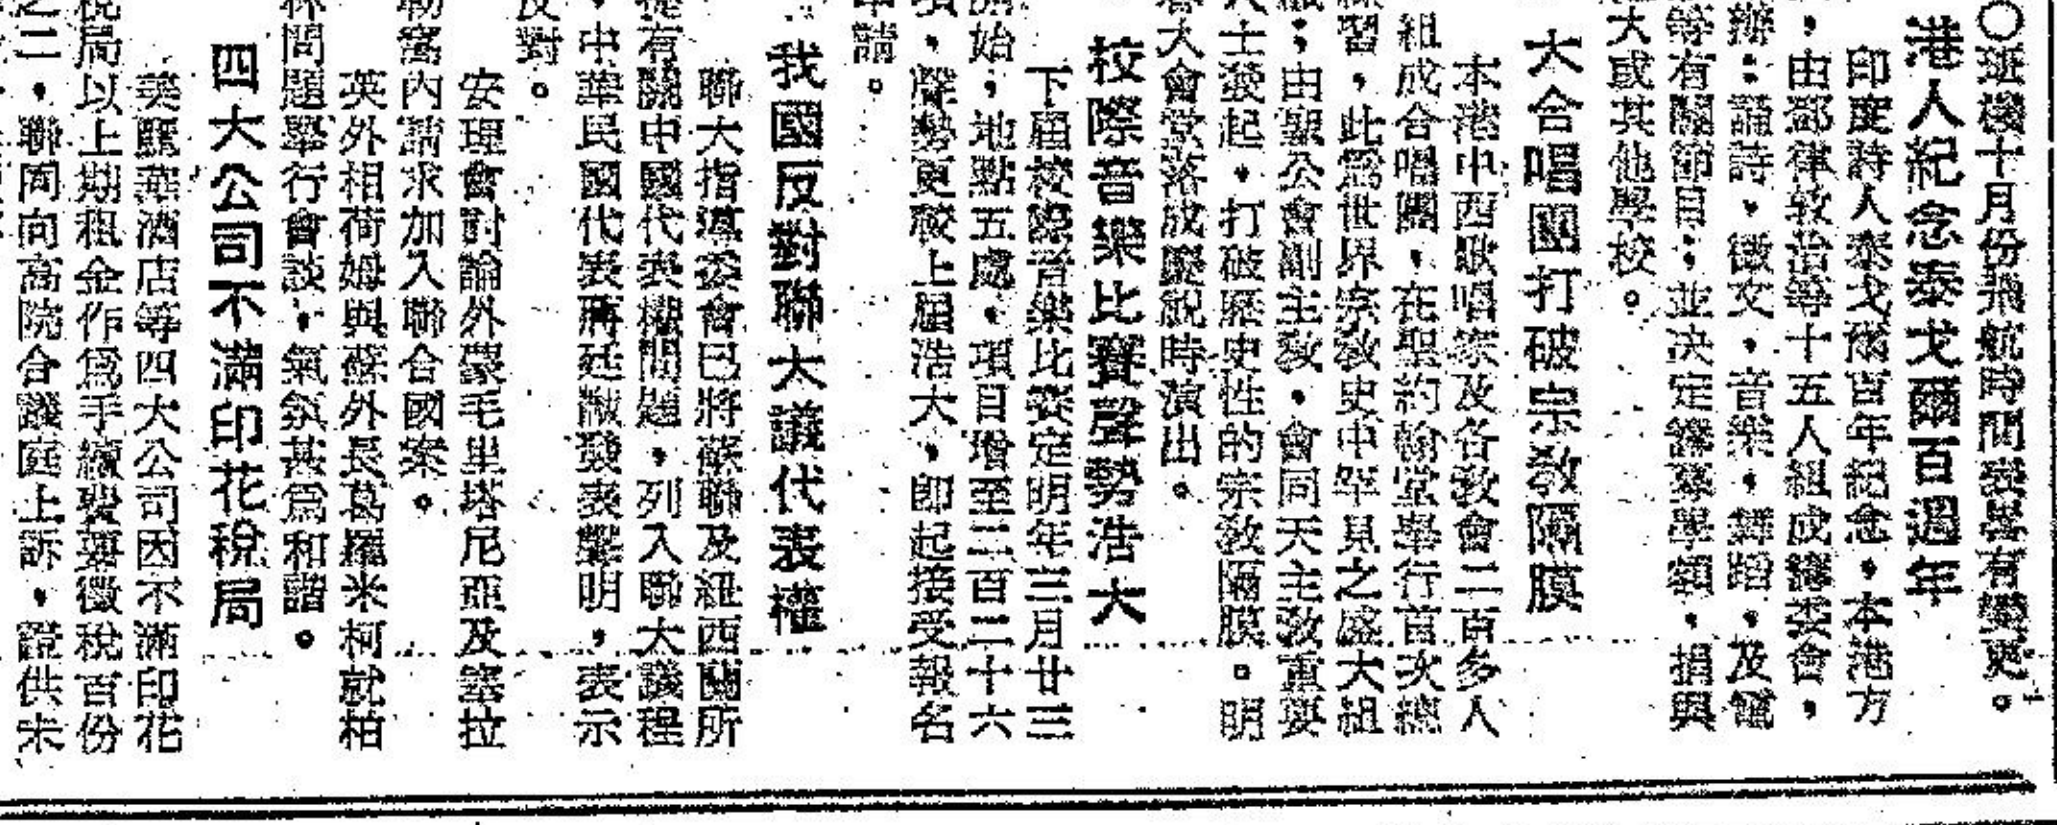 ○班機十月份飛航時間表畧有變更。
港人紀念泰戈爾百週年
印度詩人泰戈爾百年紀念，本港方
，由鄧律敦治等十五人組成籌委會，
辦：誦詩，徵文，音樂，舞蹈，及電
等有關節目；並決定籌募學額，捐與
大或其他學校。
大合唱團打破宗教隔膜
本港中西歌唱家及各教會二百多人
組成合唱團，在聖約翰堂舉行首次總
練習，此為世界宗教史中罕見之盛大組
織；由聖公會副主教，會同天主教重要
人士發起，打破歷史性的宗教隔膜。明
春大會堂落成慶祝時演出。
校際音樂比賽聲勢浩大
下屆校際音樂比賽定明年三月廿三
開始，地點五處，項目增至二百二十六
項，聲勢更較上屆浩大，即起接受報名
申請。
我國反對聯大議代表權
聯大指導委會已將蘇聯及紐西蘭所
提有關中國代表權問題，列入聯大議程
，中華民國代表蔣廷黻發表聲明，表示
反對。
安理會討論外蒙毛里塔尼亞及塞拉
勒窩內請求加入聯合國案。
英外相荷姆與蘇外長葛羅米柯就柏
林問題舉行會談，氣氛甚為和諧。
四大公司不滿印花稅局
美麗華酒店等四大公司因不滿印花
稅局以上期租金作為手續費要徵稅百份
之二，聯同向高院合議庭上訴，證供未